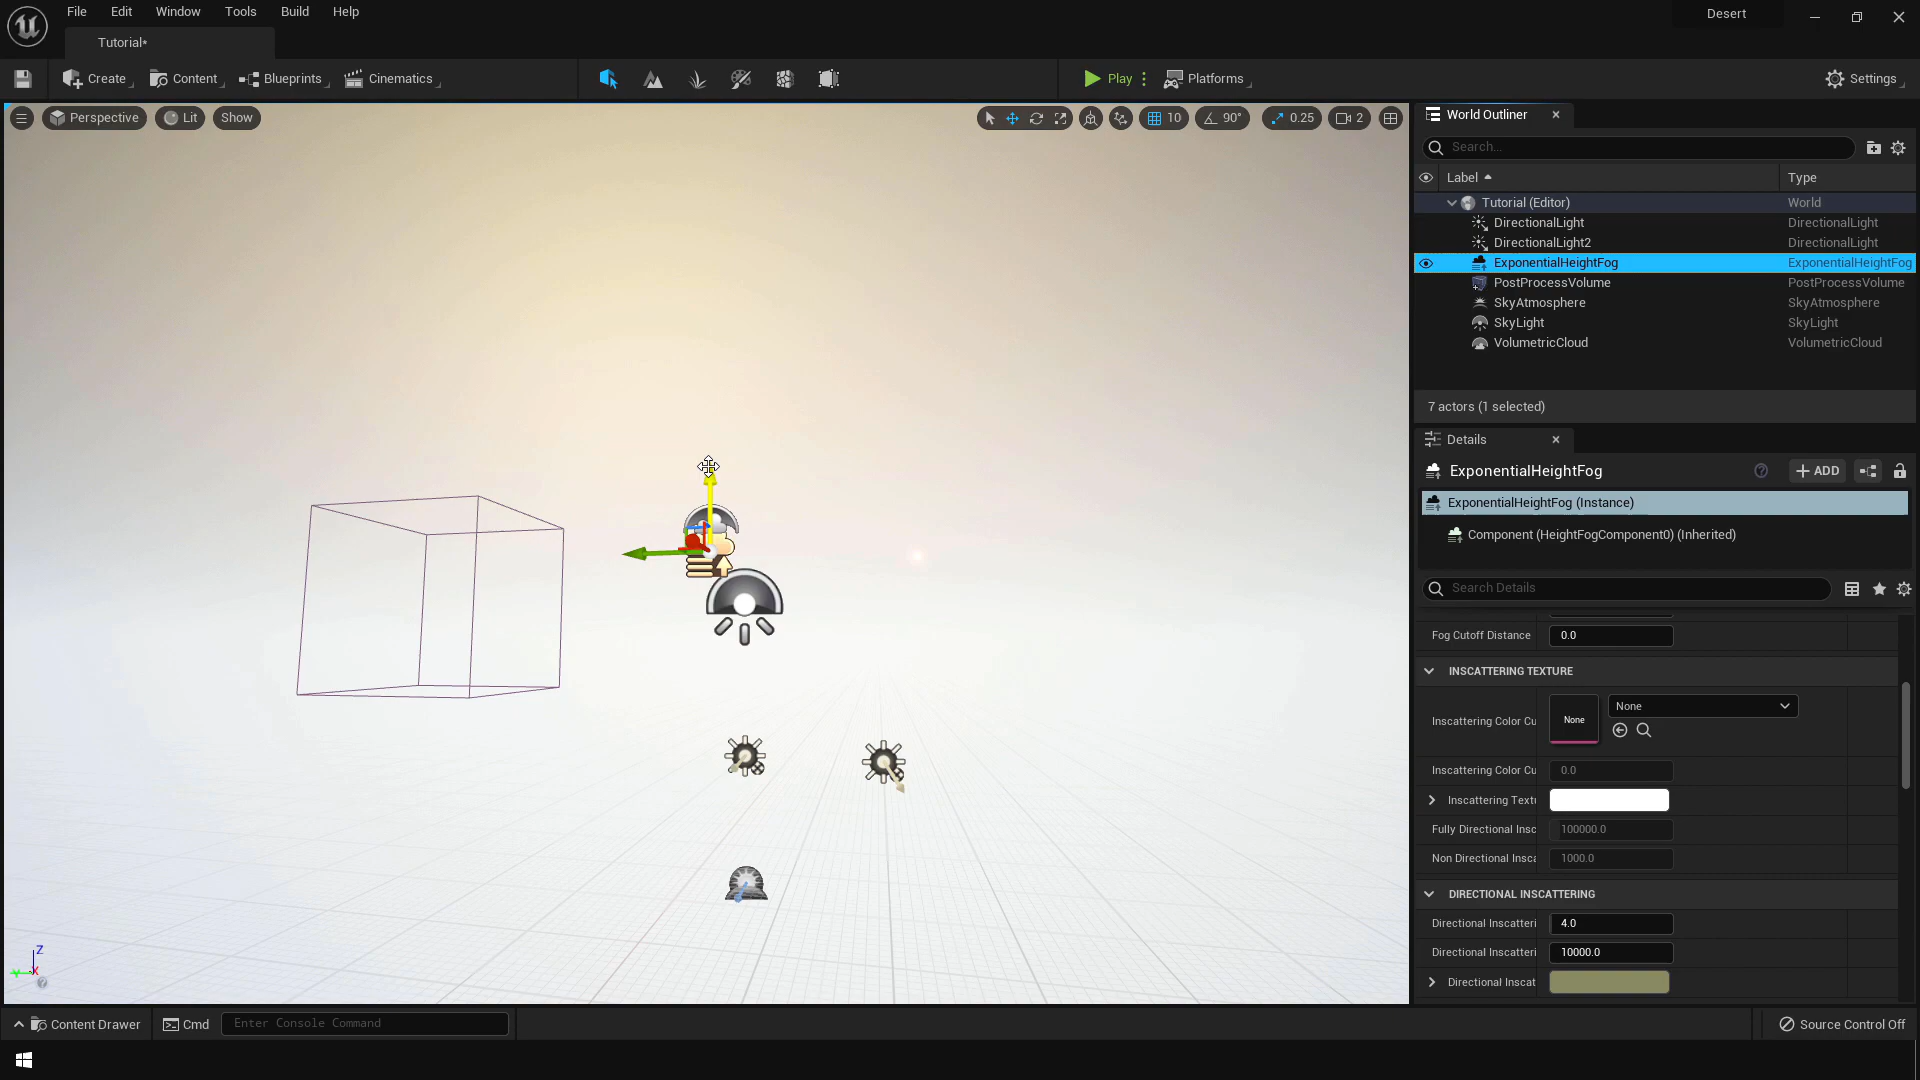 File Edit Window Tools Build Help
Desert
Tutorial*
Create Content Blueprints Cinematics
Play Platforms
Settings
Perspective Lit Show
10 90° 0.25 2
World Outliner
Search...
Label Type
Tutorial (Editor) World
DirectionalLight DirectionalLight
DirectionalLight2 DirectionalLight
ExponentialHeightFog ExponentialHeightFog
PostProcessVolume PostProcessVolume
SkyAtmosphere SkyAtmosphere
SkyLight SkyLight
VolumetricCloud VolumetricCloud
7 actors (1 selected)
Details
ExponentialHeightFog
ADD
ExponentialHeightFog (Instance)
Component (HeightFogComponent0) (Inherited)
Search Details
Fog Cutoff Distance 0.0
INSCATTERING TEXTURE
Inscattering Color Cu None None
Inscattering Color Cu 0.0
Inscattering Textu
Fully Directional Insc 100000.0
Non Directional Insca 1000.0
DIRECTIONAL INSCATTERING
Directional Inscatteri 4.0
Directional Inscatteri 10000.0
Directional Inscat
Z
Y X
Content Drawer Cmd Enter Console Command
Source Control Off